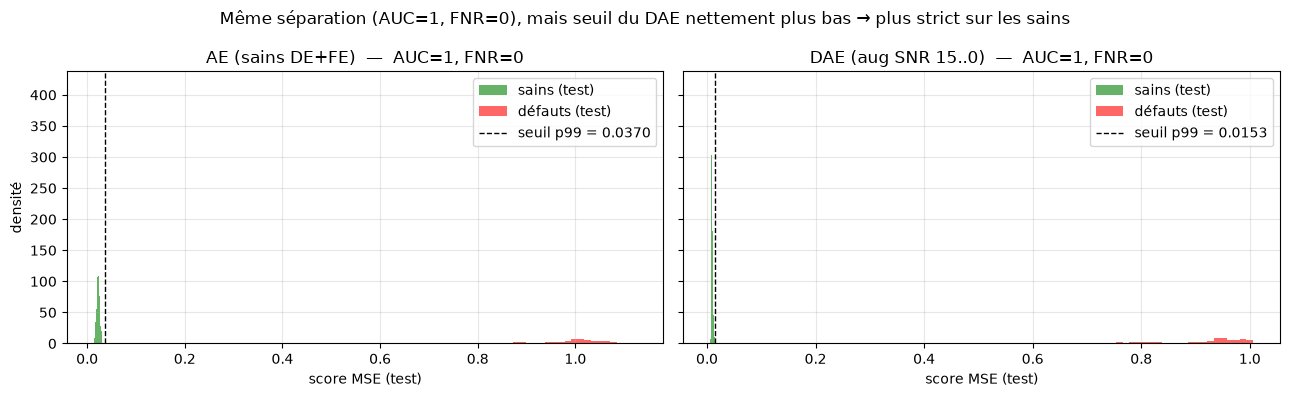 Même séparation (AUC=1, FNR=0), mais seuil du DAE nettement plus bas → plus strict sur les sains
AE (sains DE+FE) — AUC=1, FNR=0
sains (test)
défauts (test)
seuil p99 = 0.0370
densité
400
350
300
250
200
150
100
50
0
0.0 0.2 0.4 0.6 0.8 1.0
score MSE (test)
DAE (aug SNR 15..0) — AUC=1, FNR=0
sains (test)
défauts (test)
seuil p99 = 0.0153
0.0 0.2 0.4 0.6 0.8 1.0
score MSE (test)